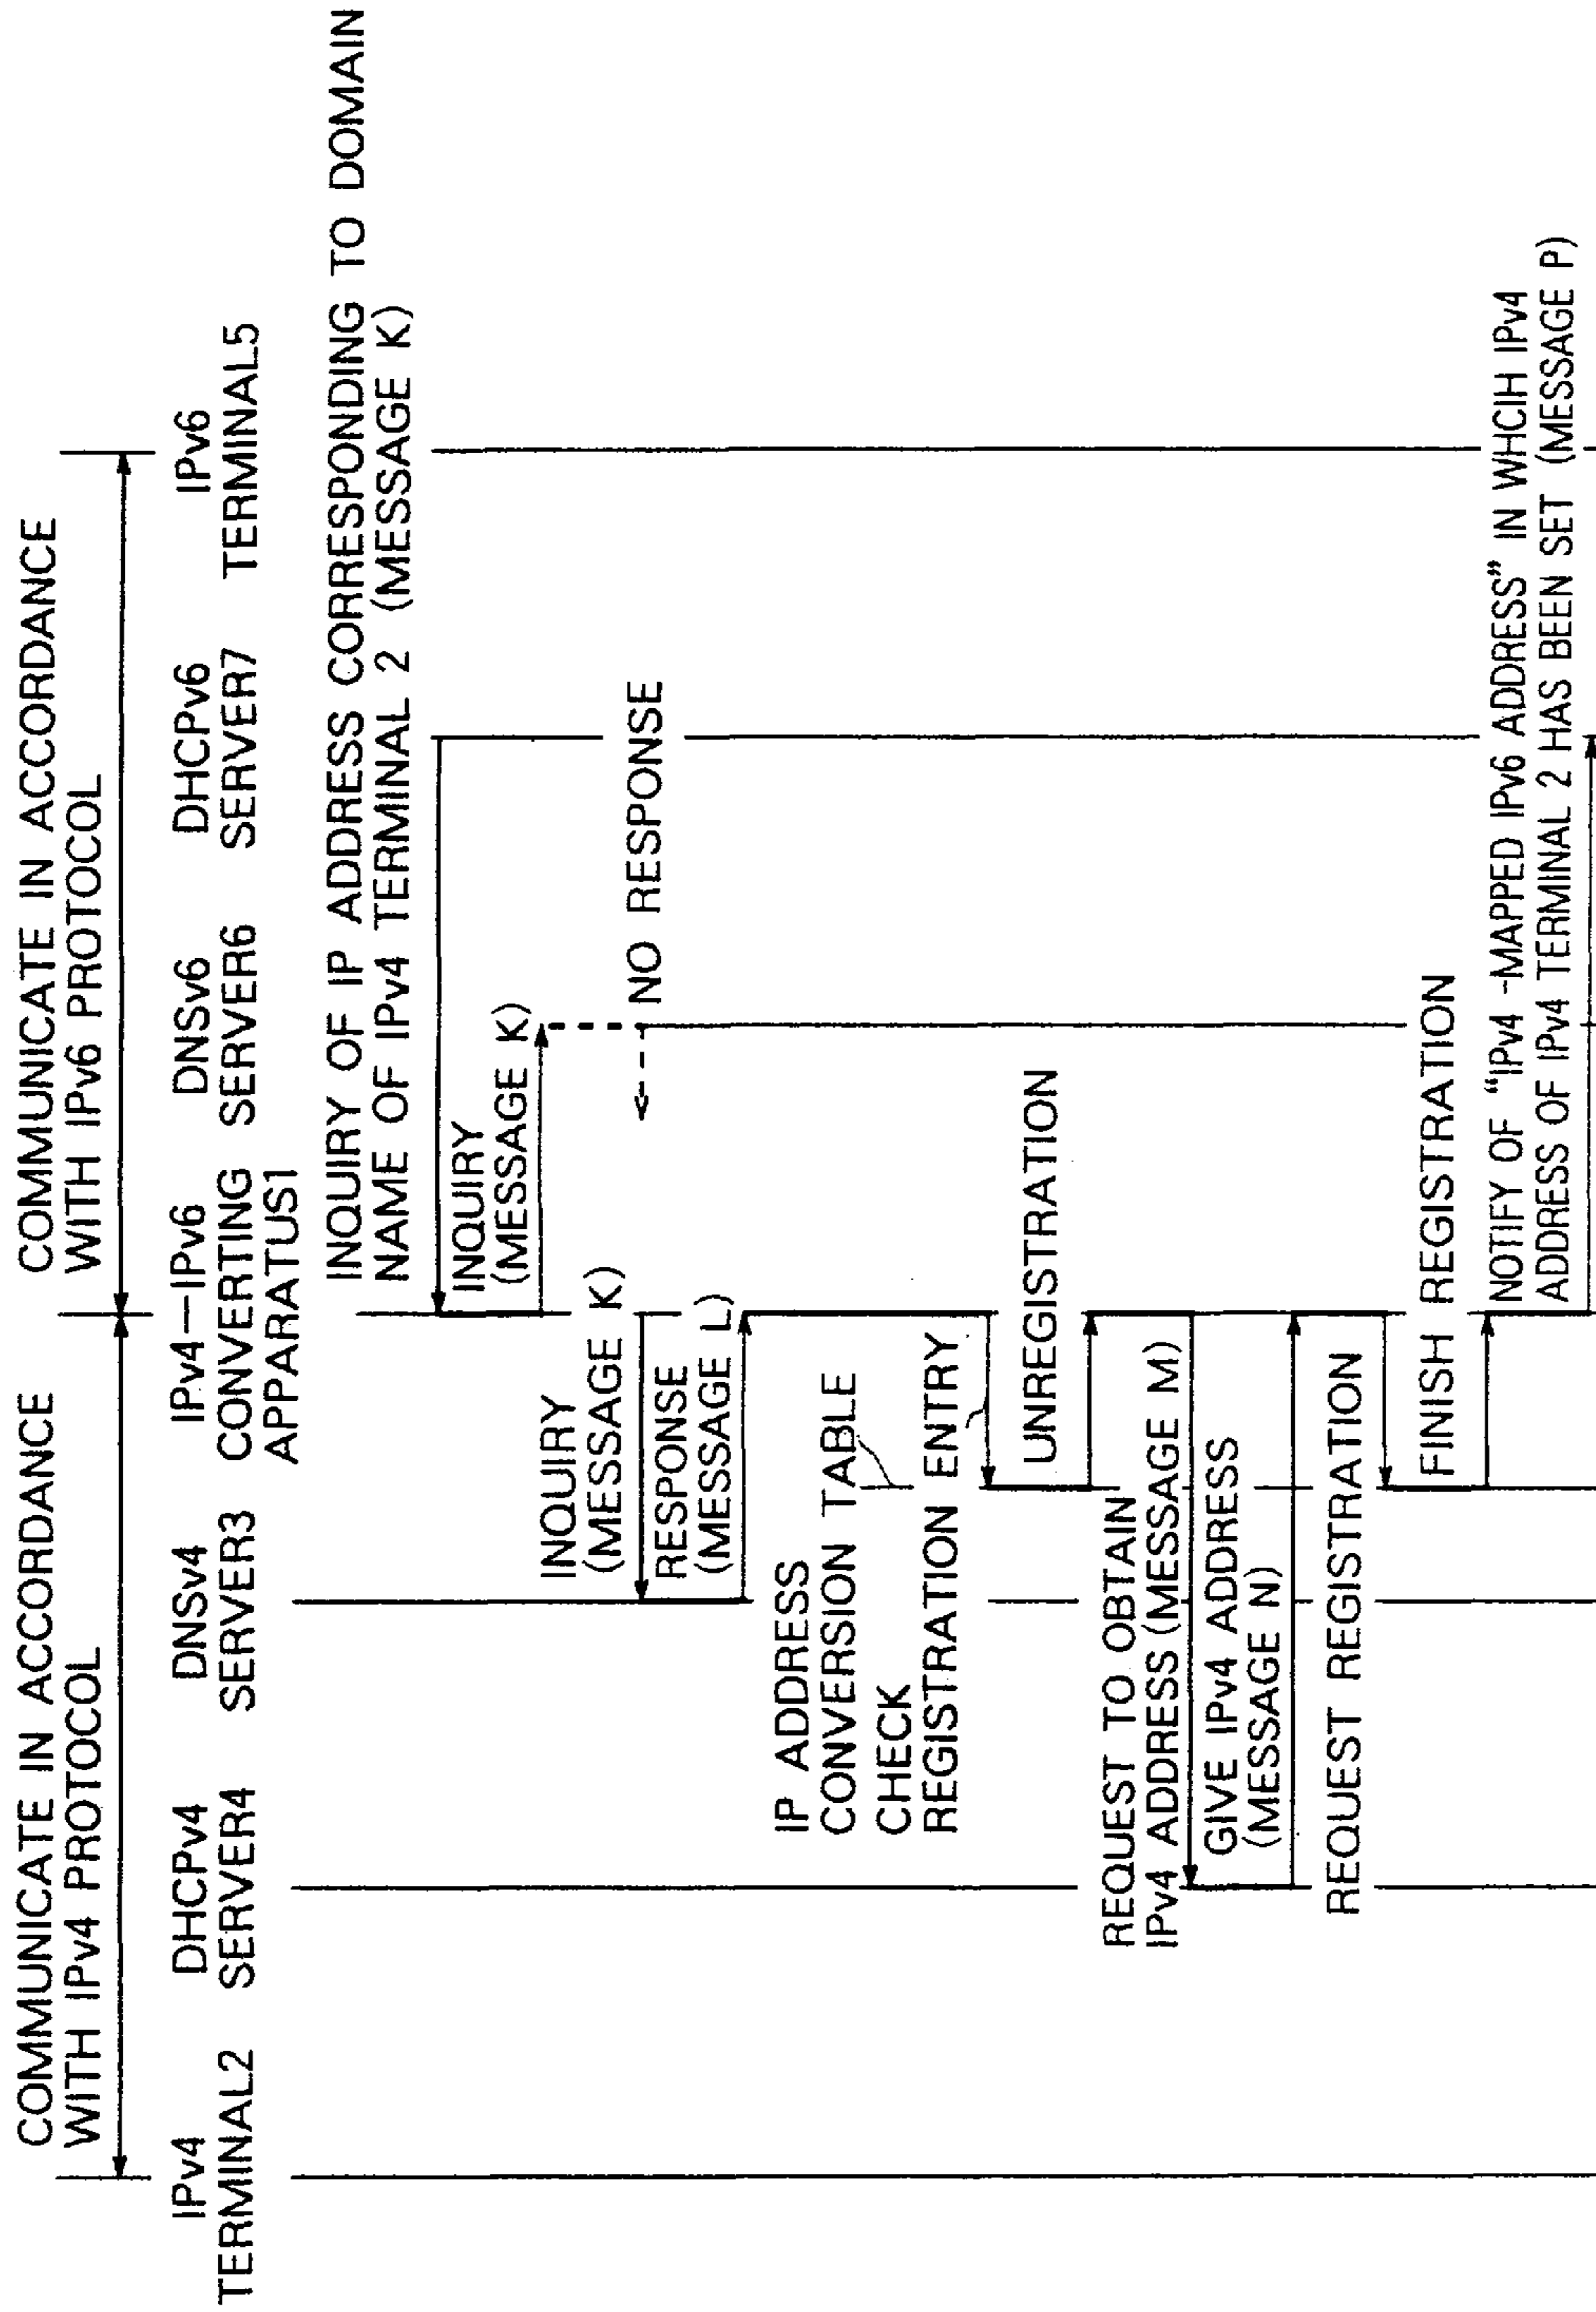 COMMUNICATE IN ACCORDANCE
WITH IPv4 PROTOCOL
COMMUNICATE IN ACCORDANCE
WITH IPv6 PROTOCOL
IPv4
TERMINAL2
DHCPv4
SERVER4
DNSv4
SERVER3
IPv4–IPv6
CONVERTING
APPARATUS1
DNSv6
SERVER6
DHCPv6
SERVER7
IPv6
TERMINAL5
INQUIRY OF IP ADDRESS CORRESPONDING TO DOMAIN
NAME OF IPv4 TERMINAL 2 (MESSAGE K)
INQUIRY
(MESSAGE K)
NO RESPONSE
INQUIRY
(MESSAGE K)
RESPONSE
(MESSAGE L)
IP ADDRESS
CONVERSION TABLE
CHECK
REGISTRATION ENTRY
UNREGISTRATION
REQUEST TO OBTAIN
IPv4 ADDRESS (MESSAGE M)
GIVE IPv4 ADDRESS
(MESSAGE N)
REQUEST REGISTRATION
FINISH REGISTRATION
NOTIFY OF “IPv4 -MAPPED IPv6 ADDRESS” IN WHCIH IPv4
ADDRESS OF IPv4 TERMINAL 2 HAS BEEN SET (MESSAGE P)